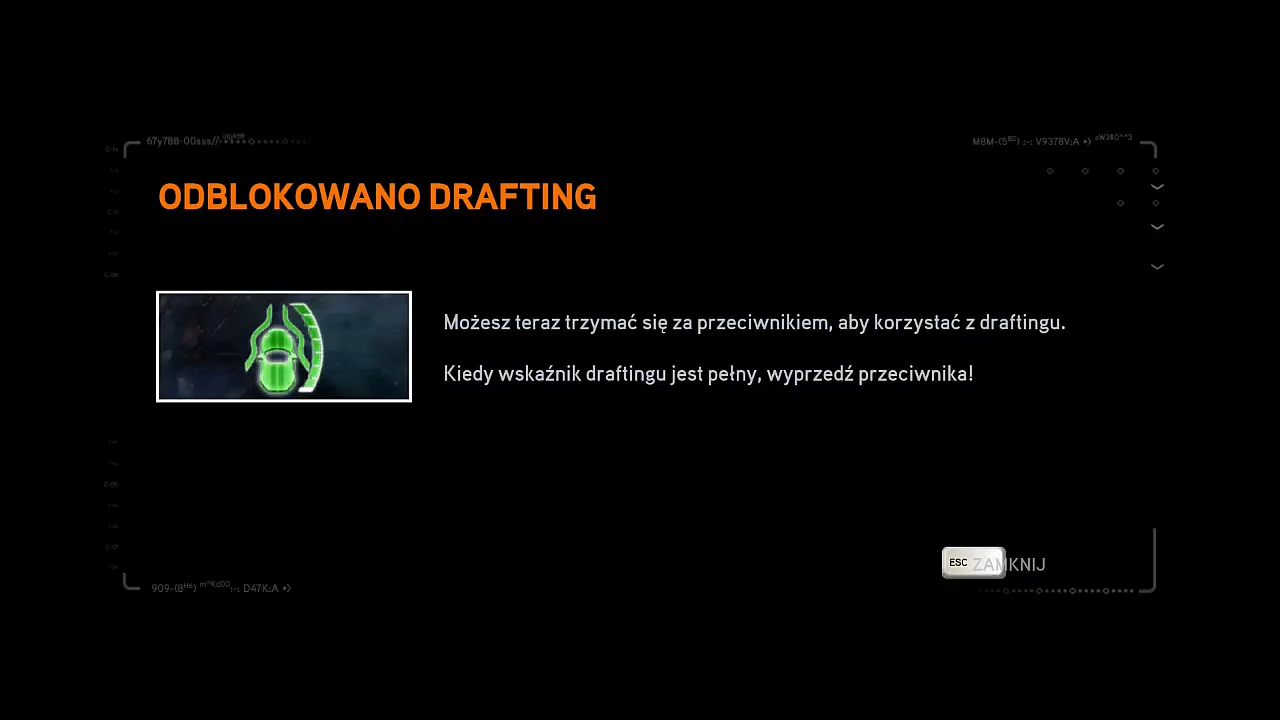 ODBLOKOWANO DRAFTING
Możesz teraz trzymać się za przeciwnikiem, aby korzystać z draftingu.
Kiedy wskaźnik draftingu jest pełny, wyprzedź przeciwnika!
ESC ZAMKNIJ